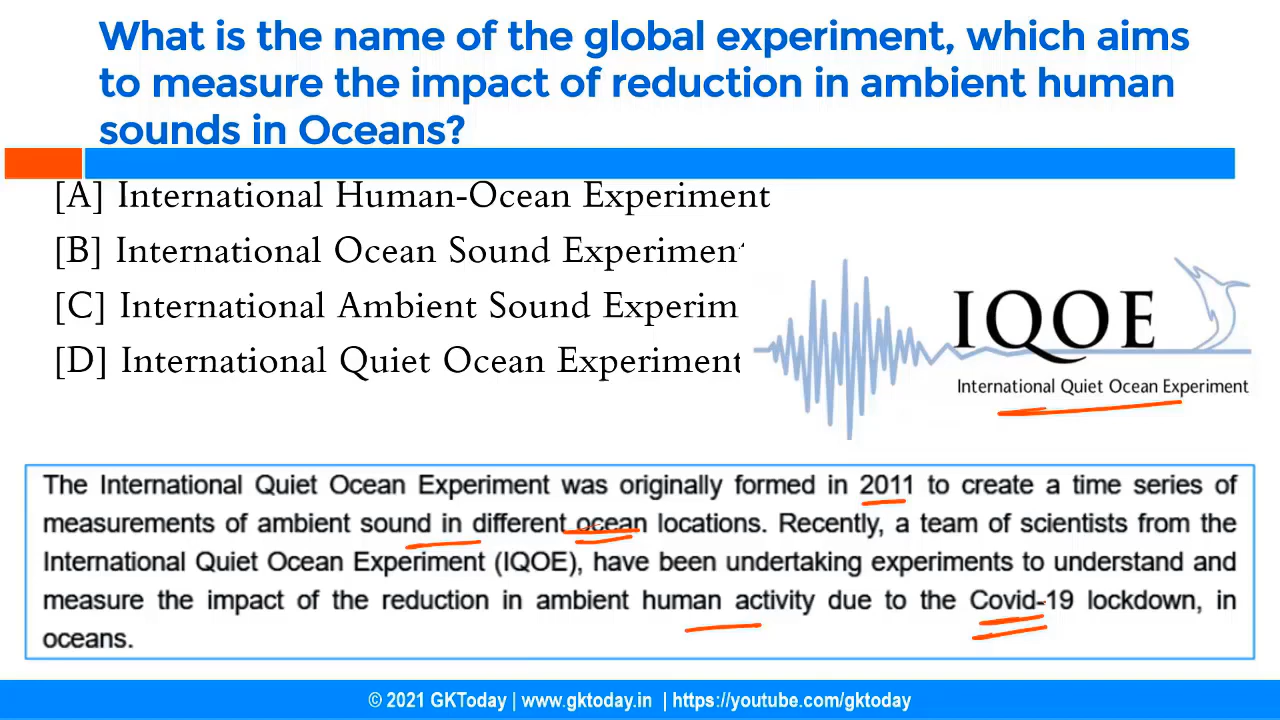 What is the name of the global experiment, which aims
to measure the impact of reduction in ambient human
sounds in Oceans?
[A] International Human-Ocean Experiment
[B] International Ocean Sound Experiment
[C] International Ambient Sound Experim
[D] International Quiet Ocean Experiment
IQOE
International Quiet Ocean Experiment
The International Quiet Ocean Experiment was originally formed in 2011 to create a time series of
measurements of ambient sound in different ocean locations. Recently, a team of scientists from the
International Quiet Ocean Experiment (IQOE), have been undertaking experiments to understand and
measure the impact of the reduction in ambient human activity due to the Covid-19 lockdown, in
oceans.
© 2021 GKToday | www.gktoday.in | https://youtube.com/gktoday